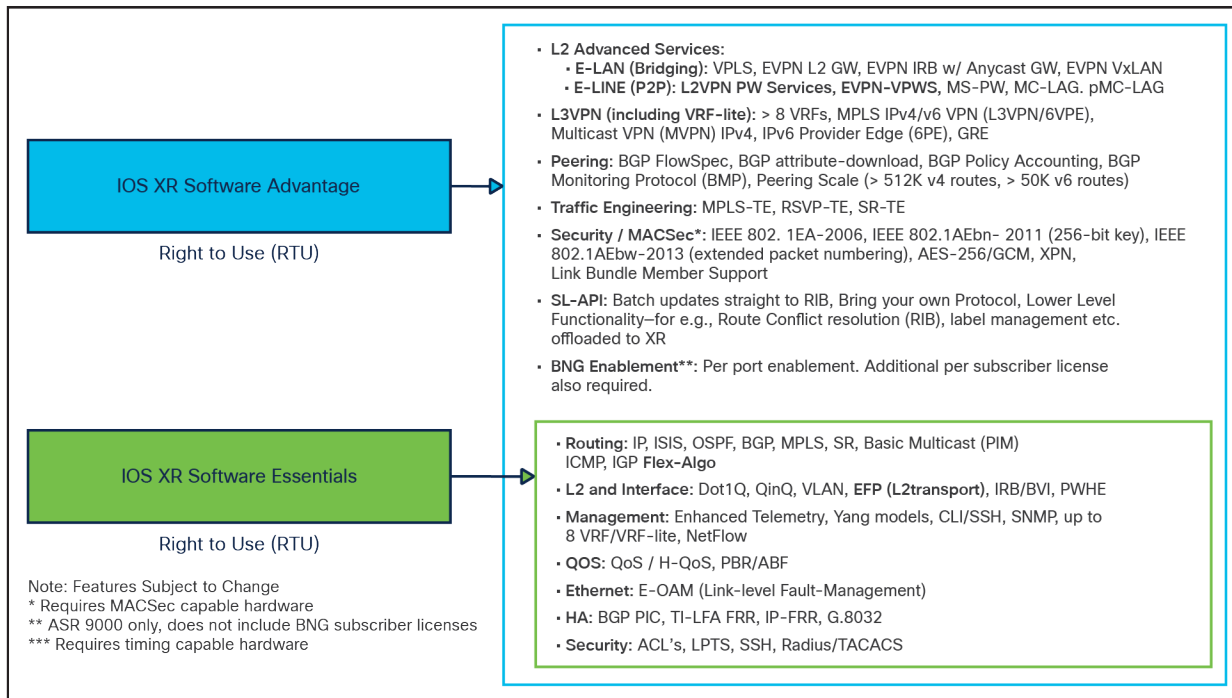 • L2 Advanced Services:
• E-LAN (Bridging): VPLS, EVPN L2 GW, EVPN IRB w/ Anycast GW, EVPN VxLAN
• E-LINE (P2P): L2VPN PW Services, EVPN-VPWS, MS-PW, MC-LAG. pMC-LAG
• L3VPN (including VRF-lite): > 8 VRFs, MPLS IPv4/v6 VPN (L3VPN/6VPE),
Multicast VPN (MVPN) IPv4, IPv6 Provider Edge (6PE), GRE
• Peering: BGP FlowSpec, BGP attribute-download, BGP Policy Accounting, BGP
Monitoring Protocol (BMP), Peering Scale (> 512K v4 routes, > 50K v6 routes)
• Traffic Engineering: MPLS-TE, RSVP-TE, SR-TE
• Security / MACSec*: IEEE 802. 1EA-2006, IEEE 802.1AEbn- 2011 (256-bit key), IEEE
802.1AEbw-2013 (extended packet numbering), AES-256/GCM, XPN,
Link Bundle Member Support
• SL-API: Batch updates straight to RIB, Bring your own Protocol, Lower Level
Functionality–for e.g., Route Conflict resolution (RIB), label management etc.
offloaded to XR
• BNG Enablement**: Per port enablement. Additional per subscriber license
also required.
IOS XR Software Advantage
Right to Use (RTU)
• Routing: IP, ISIS, OSPF, BGP, MPLS, SR, Basic Multicast (PIM)
ICMP, IGP Flex-Algo
• L2 and Interface: Dot1Q, QinQ, VLAN, EFP (L2transport), IRB/BVI, PWHE
• Management: Enhanced Telemetry, Yang models, CLI/SSH, SNMP, up to
8 VRF/VRF-lite, NetFlow
• QOS: QoS / H-QoS, PBR/ABF
• Ethernet: E-OAM (Link-level Fault-Management)
• HA: BGP PIC, TI-LFA FRR, IP-FRR, G.8032
• Security: ACL's, LPTS, SSH, Radius/TACACS
IOS XR Software Essentials
Right to Use (RTU)
Note: Features Subject to Change
* Requires MACSec capable hardware
** ASR 9000 only, does not include BNG subscriber licenses
*** Requires timing capable hardware